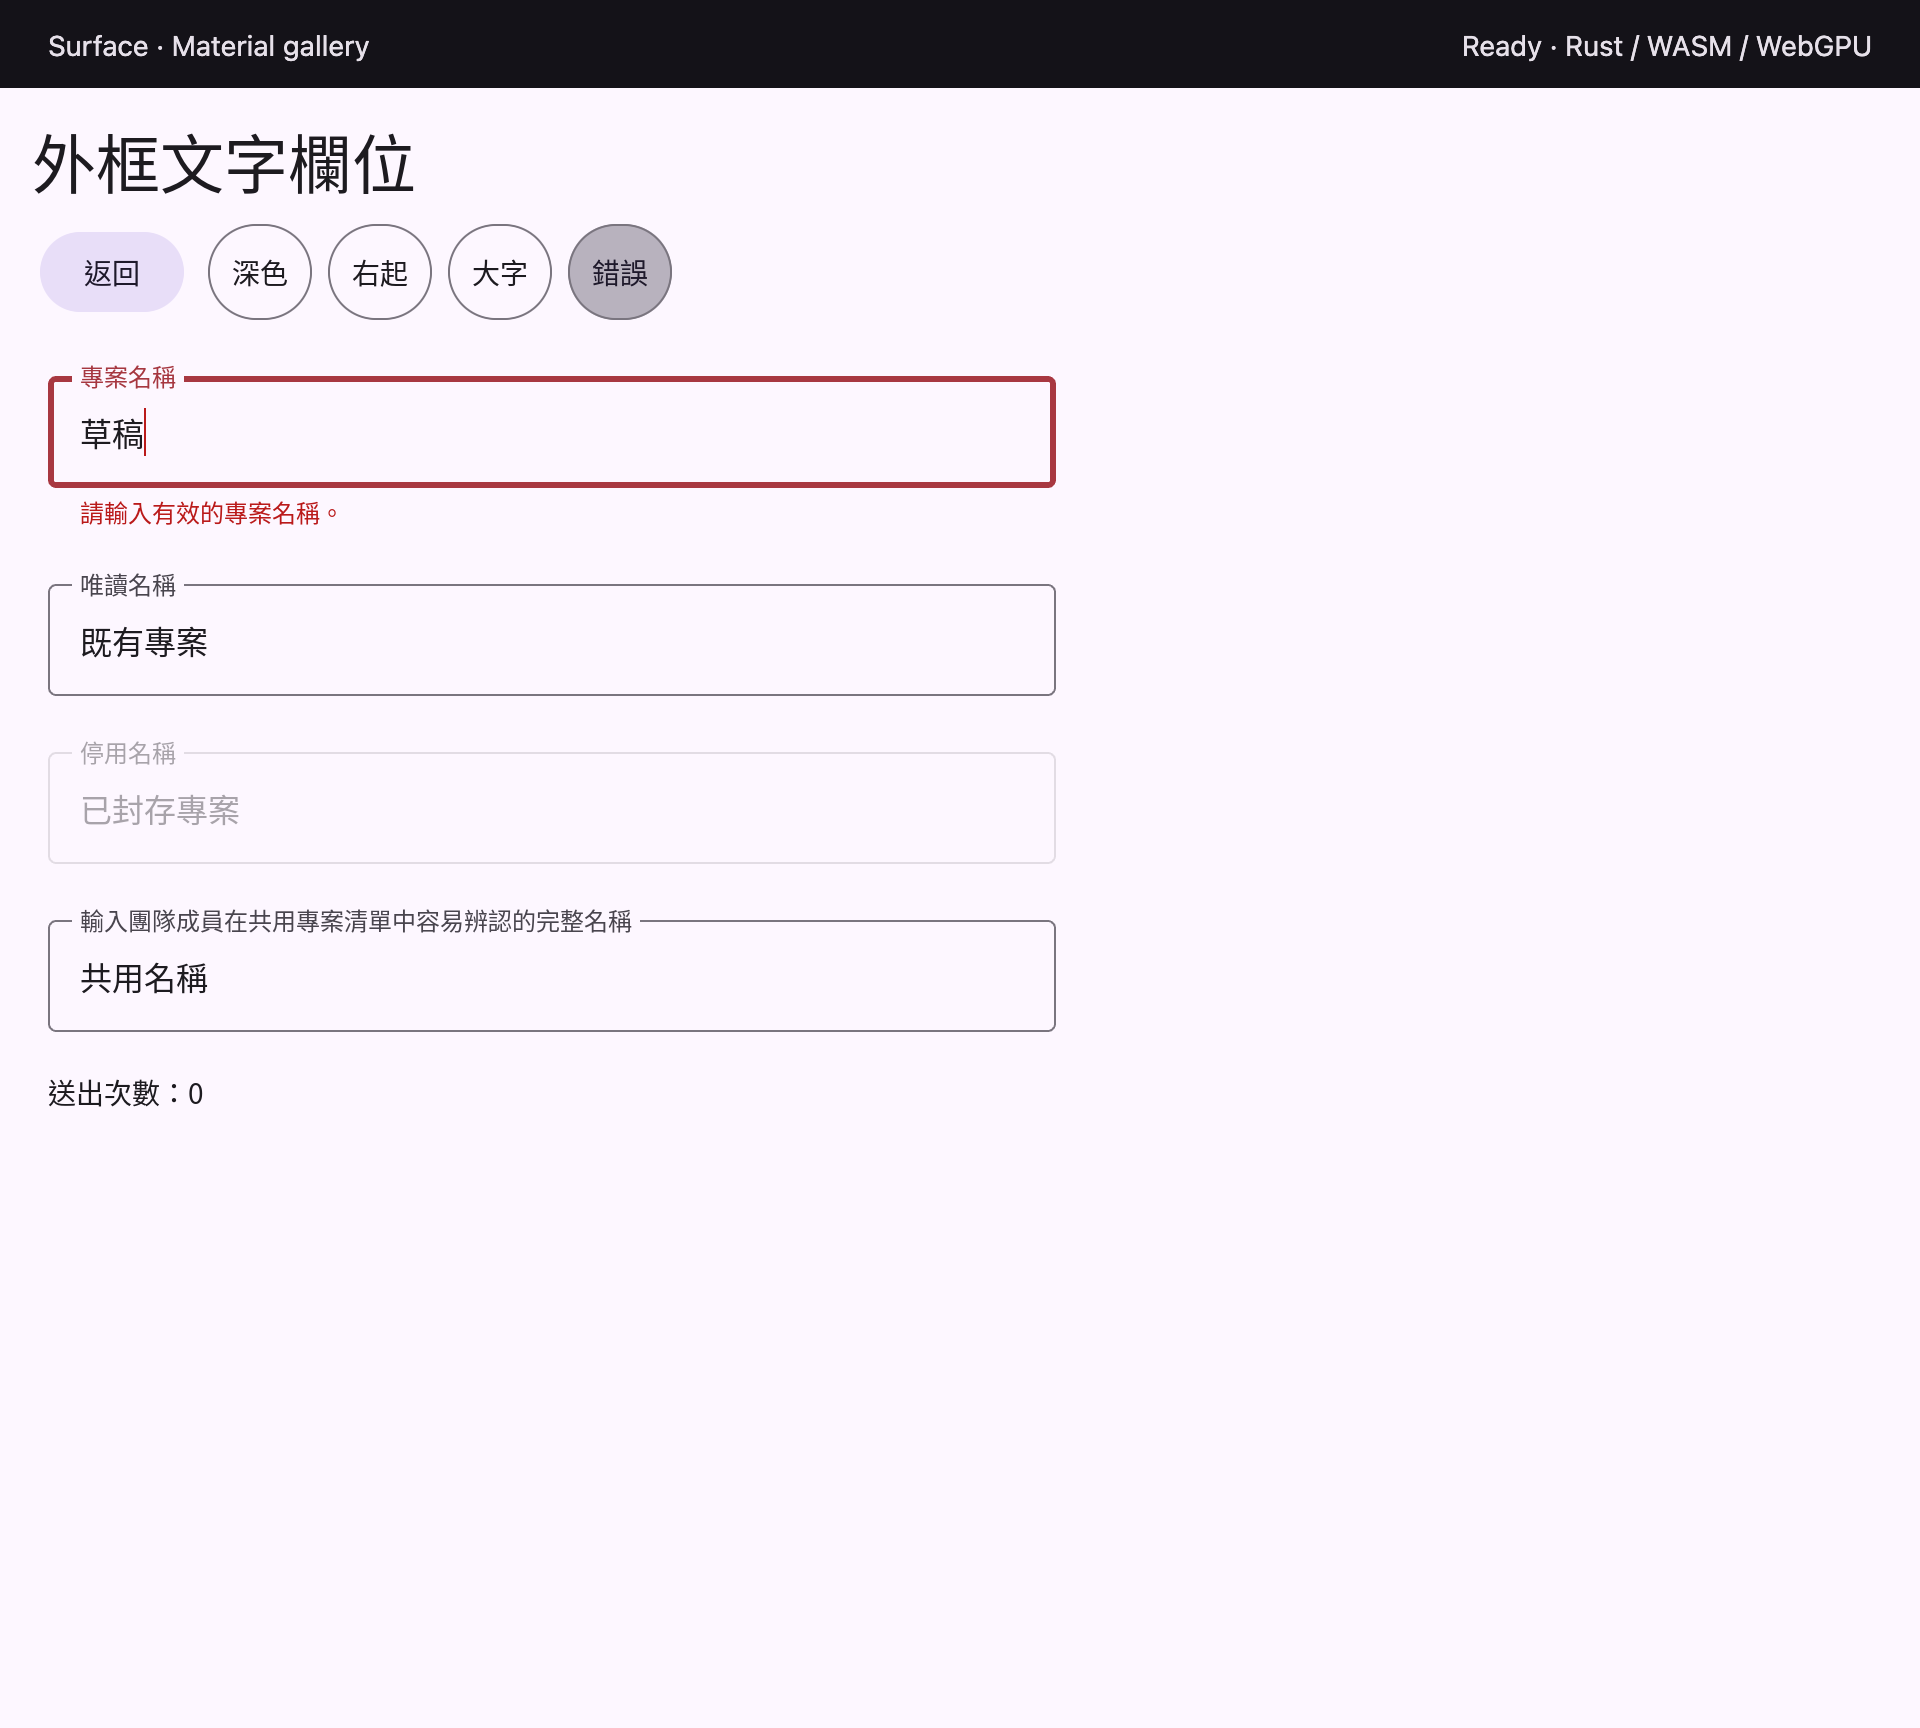 Surface · Material gallery
Ready · Rust / WASM / WebGPU
外框文字欄位
返回
深色
右起
大字
錯誤
專案名稱
草稿
請輸入有效的專案名稱。
唯讀名稱
既有專案
停用名稱
已封存專案
輸入團隊成員在共用專案清單中容易辨認的完整名稱
共用名稱
送出次數：0